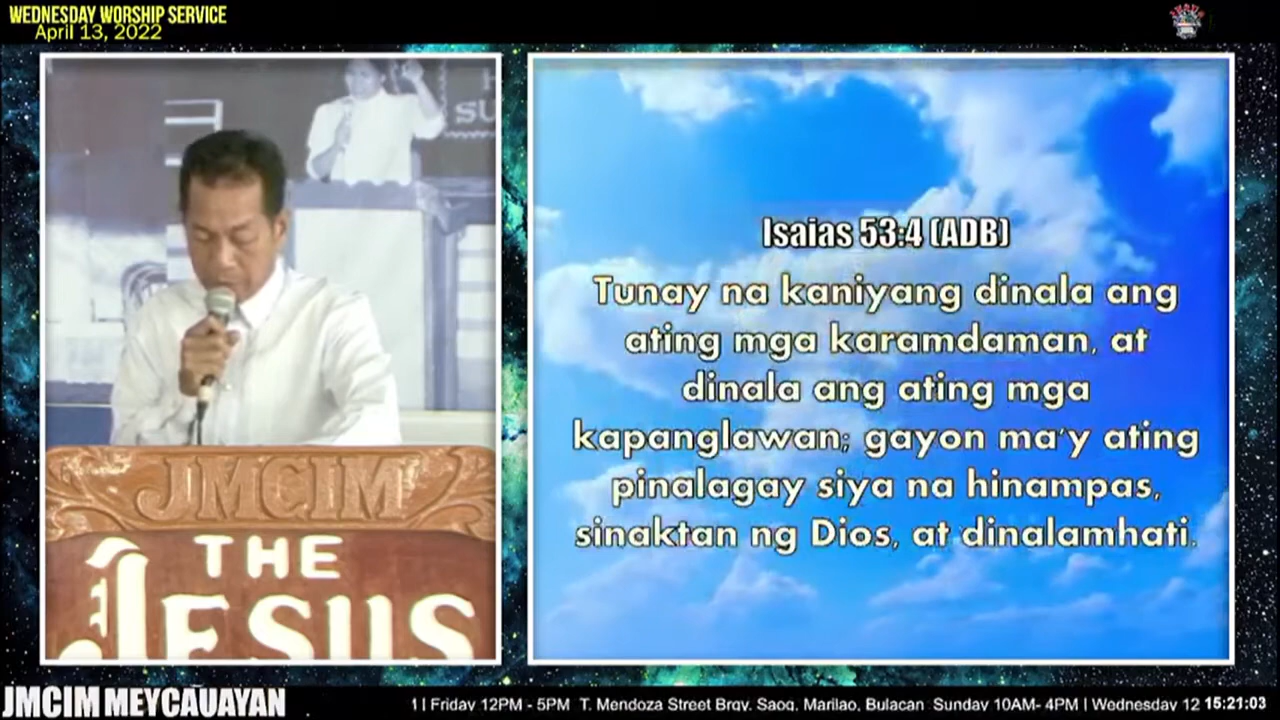 WEDNESDAY WORSHIP SERVICE
April 13, 2022
SU
JMCIM
THE
JESUS
Isaias 53:4 (ADB)
Tunay na kaniyang dinala ang
ating mga karamdaman, at
dinala ang ating mga
kapanglawan; gayon ma'y ating
pinalagay siya na hinampas,
sinaktan ng Dios, at dinalamhati.
JMCIM MEYCAUAYAN
1 | Friday 12PM - 5PM T. Mendoza Street Brgy. Saog, Marilao, Bulacan Sunday 10AM- 4PM | Wednesday 12 15:21:03